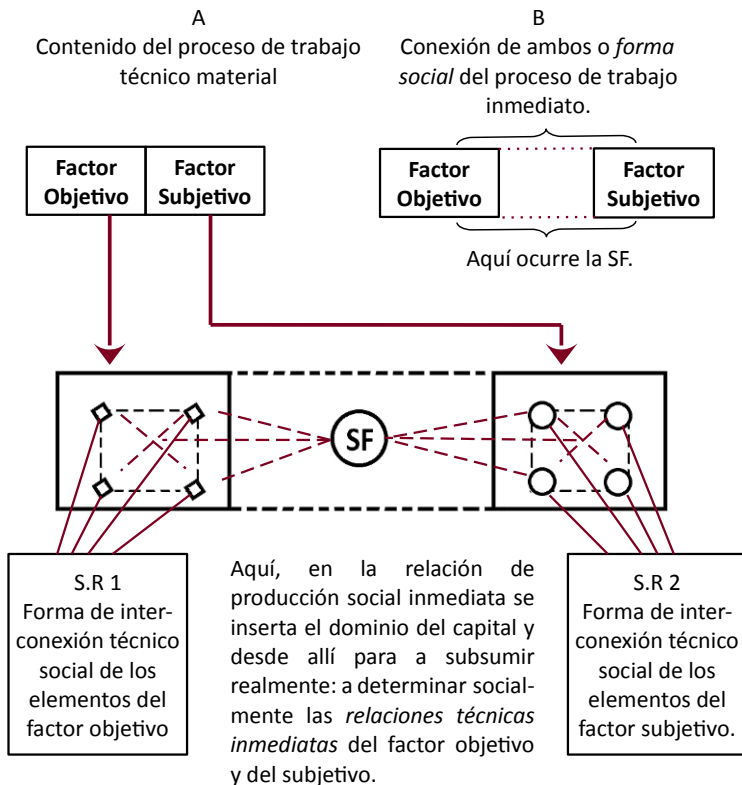 A
Contenido del proceso de trabajo
técnico material
B
Conexión de ambos o forma
social del proceso de trabajo
inmediato.
Factor
Objetivo
Factor
Subjetivo
Factor
Objetivo
Factor
Subjetivo
Aquí ocurre la SF.
SF
S.R 1
Forma de inter-
conexión técnico
social de los
elementos del
factor objetivo
Aquí, en la relación de
producción social inmediata se
inserta el dominio del capital y
desde allí para a subsumir
realmente: a determinar social-
mente las relaciones técnicas
inmediatas del factor objetivo
y del subjetivo.
S.R 2
Forma de inter-
conexión técnico
social de los
elementos del
factor subjetivo.